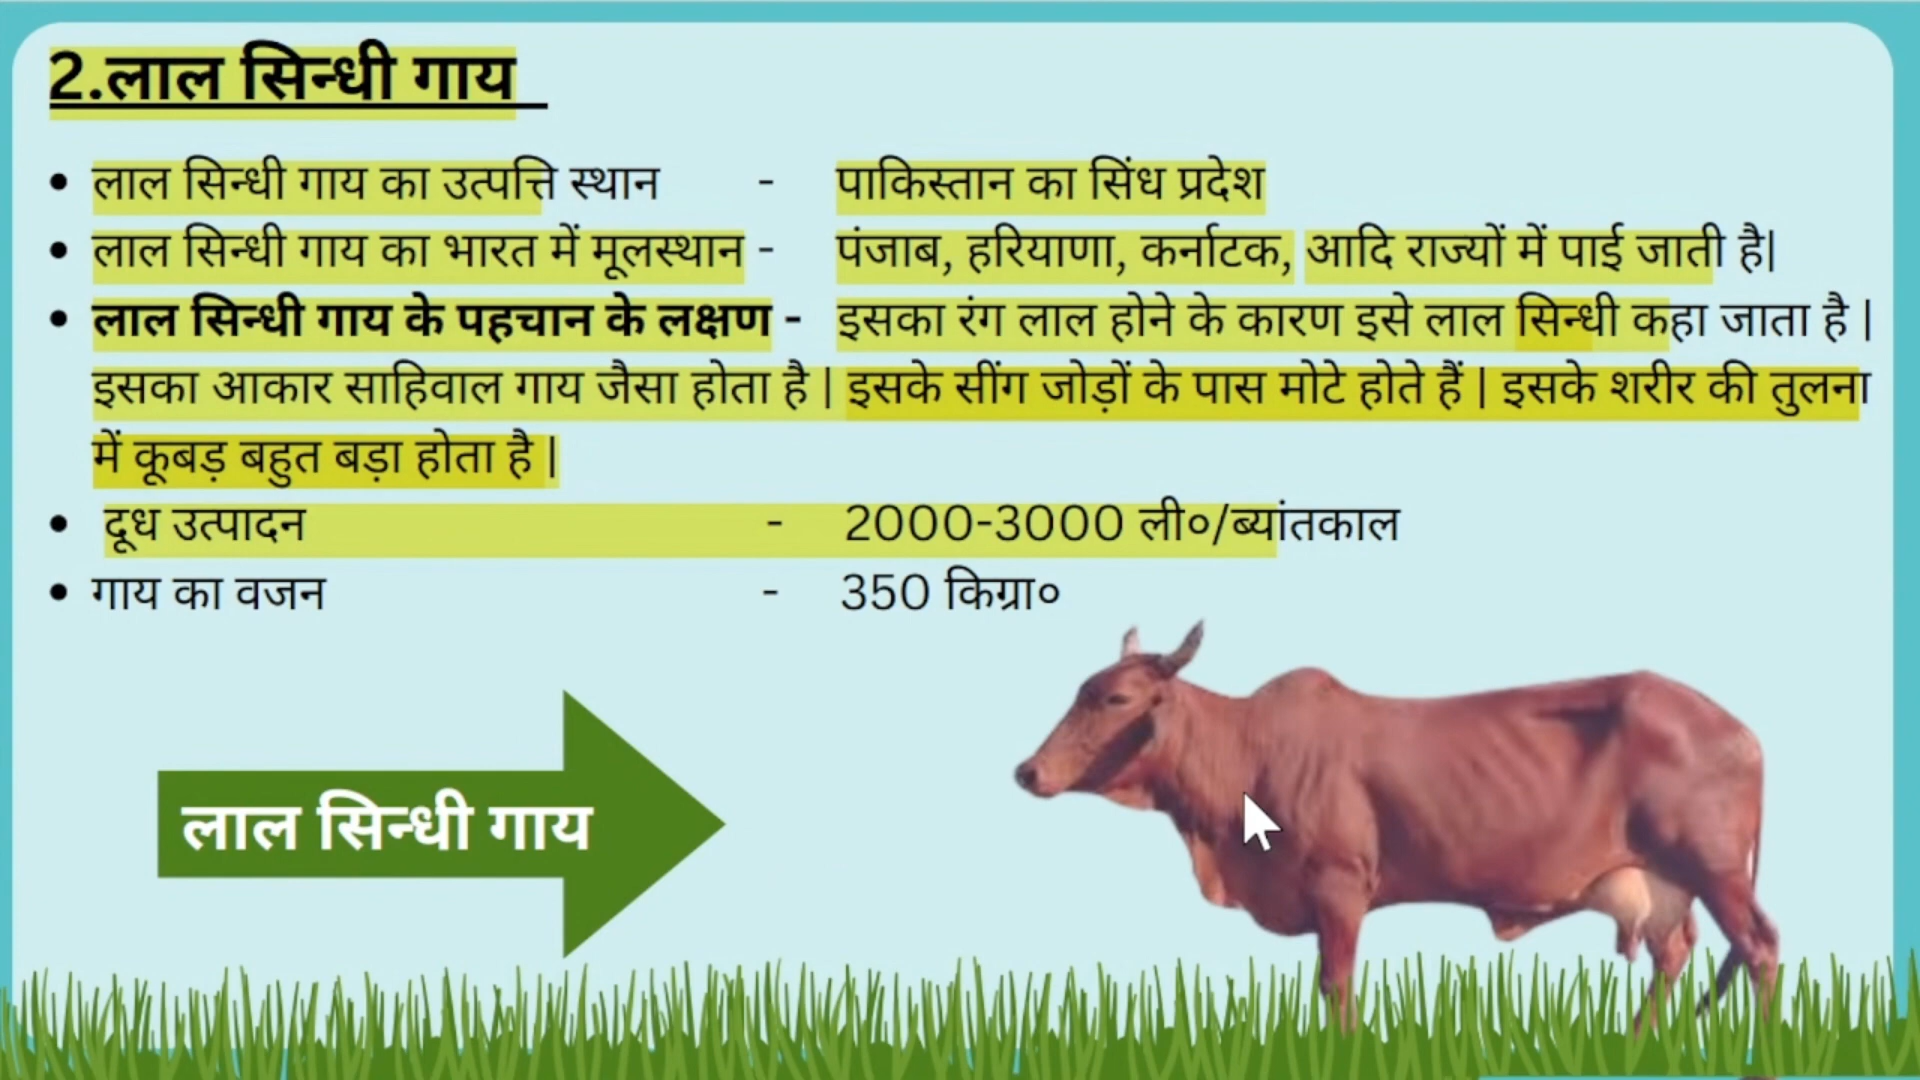 2.लाल सिन्धी गाय
• लाल सिन्धी गाय का उत्पत्ति स्थान - पाकिस्तान का सिंध प्रदेश
• लाल सिन्धी गाय का भारत में मूलस्थान - पंजाब, हरियाणा, कर्नाटक, आदि राज्यों में पाई जाती है|
• लाल सिन्धी गाय के पहचान के लक्षण - इसका रंग लाल होने के कारण इसे लाल सिन्धी कहा जाता है |
इसका आकार साहिवाल गाय जैसा होता है | इसके सींग जोड़ों के पास मोटे होते हैं | इसके शरीर की तुलना
में कूबड़ बहुत बड़ा होता है |
• दूध उत्पादन - 2000-3000 ली०/ब्यांतकाल
• गाय का वजन - 350 किग्रा०
लाल सिन्धी गाय